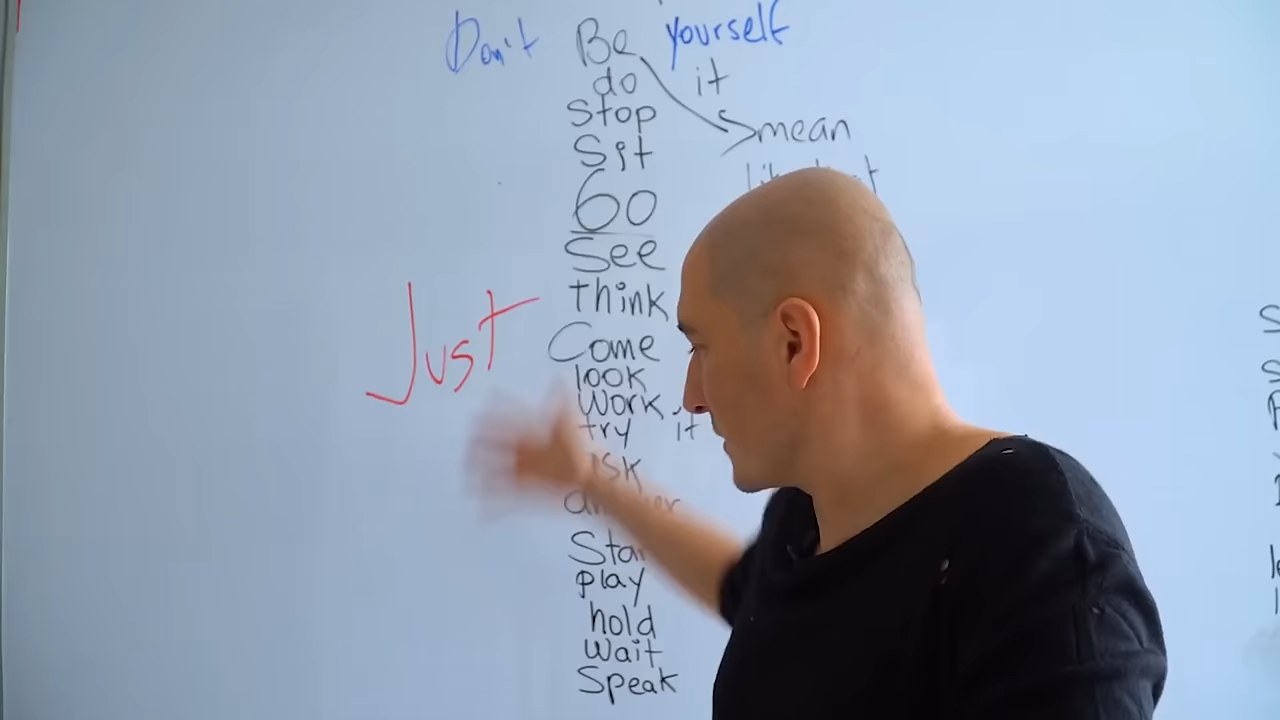 Don't Be yourself
do it
Stop
mean
Sit
Go
See
think
Just
Come
look
Work
try it
Speak
play
hold
wait